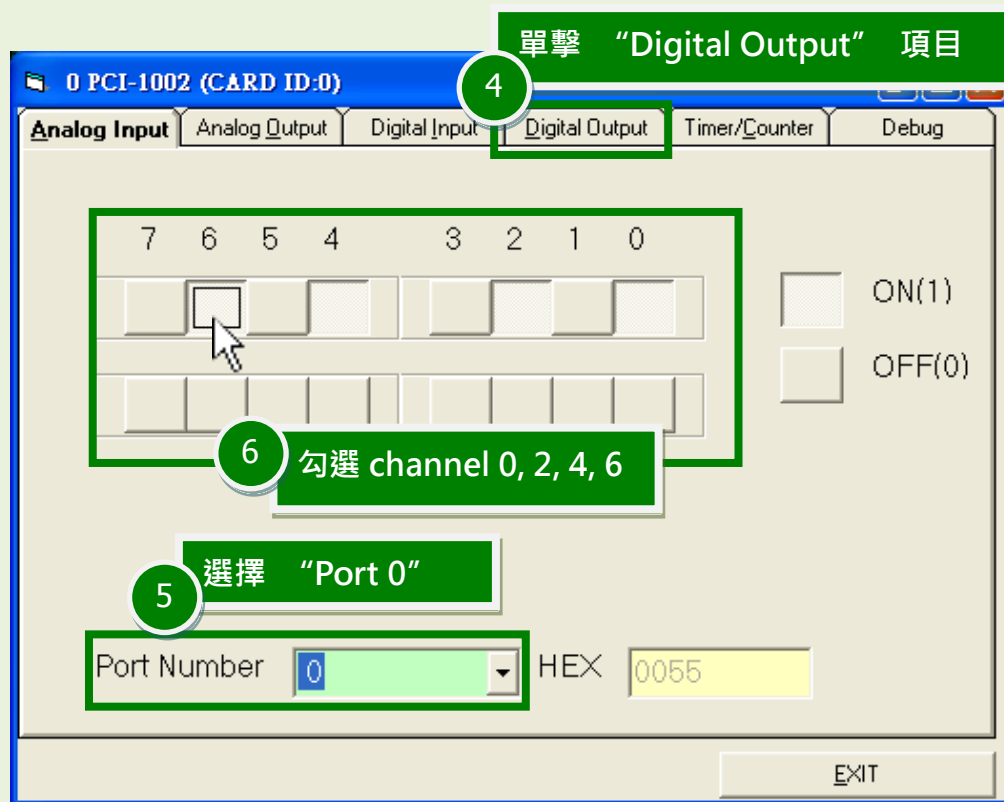 單擊 “Digital Output” 項目
4
0 PCI-1002 (CARD ID:0)
Analog Input Analog Output Digital Input Digital Output Timer/Counter Debug
7 6 5 4 3 2 1 0
ON(1)
OFF(0)
6
勾選 channel 0, 2, 4, 6
選擇 “Port 0”
5
Port Number 0 HEX 0055
EXIT